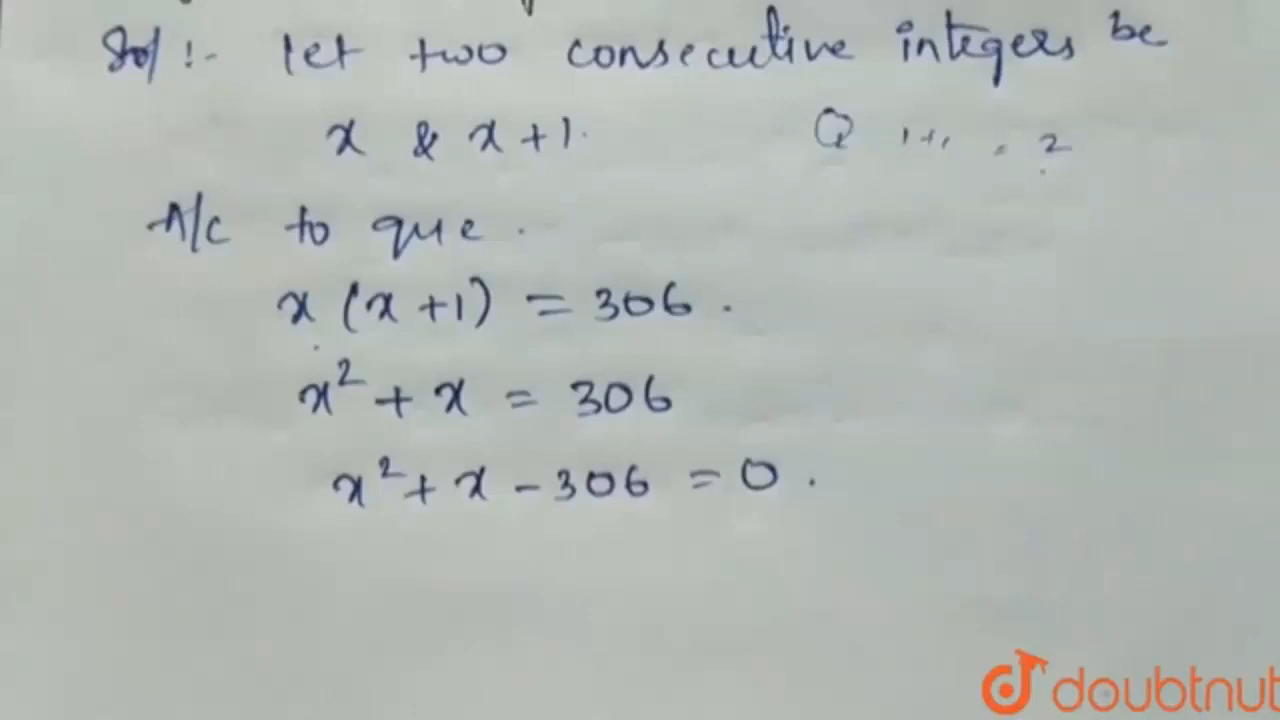 Sol :- let two consecutive integers be
x & x+1.
A/c to que.
x (x+1) = 306.
x² + x = 306
x² + x - 306 = 0.
doubtnut